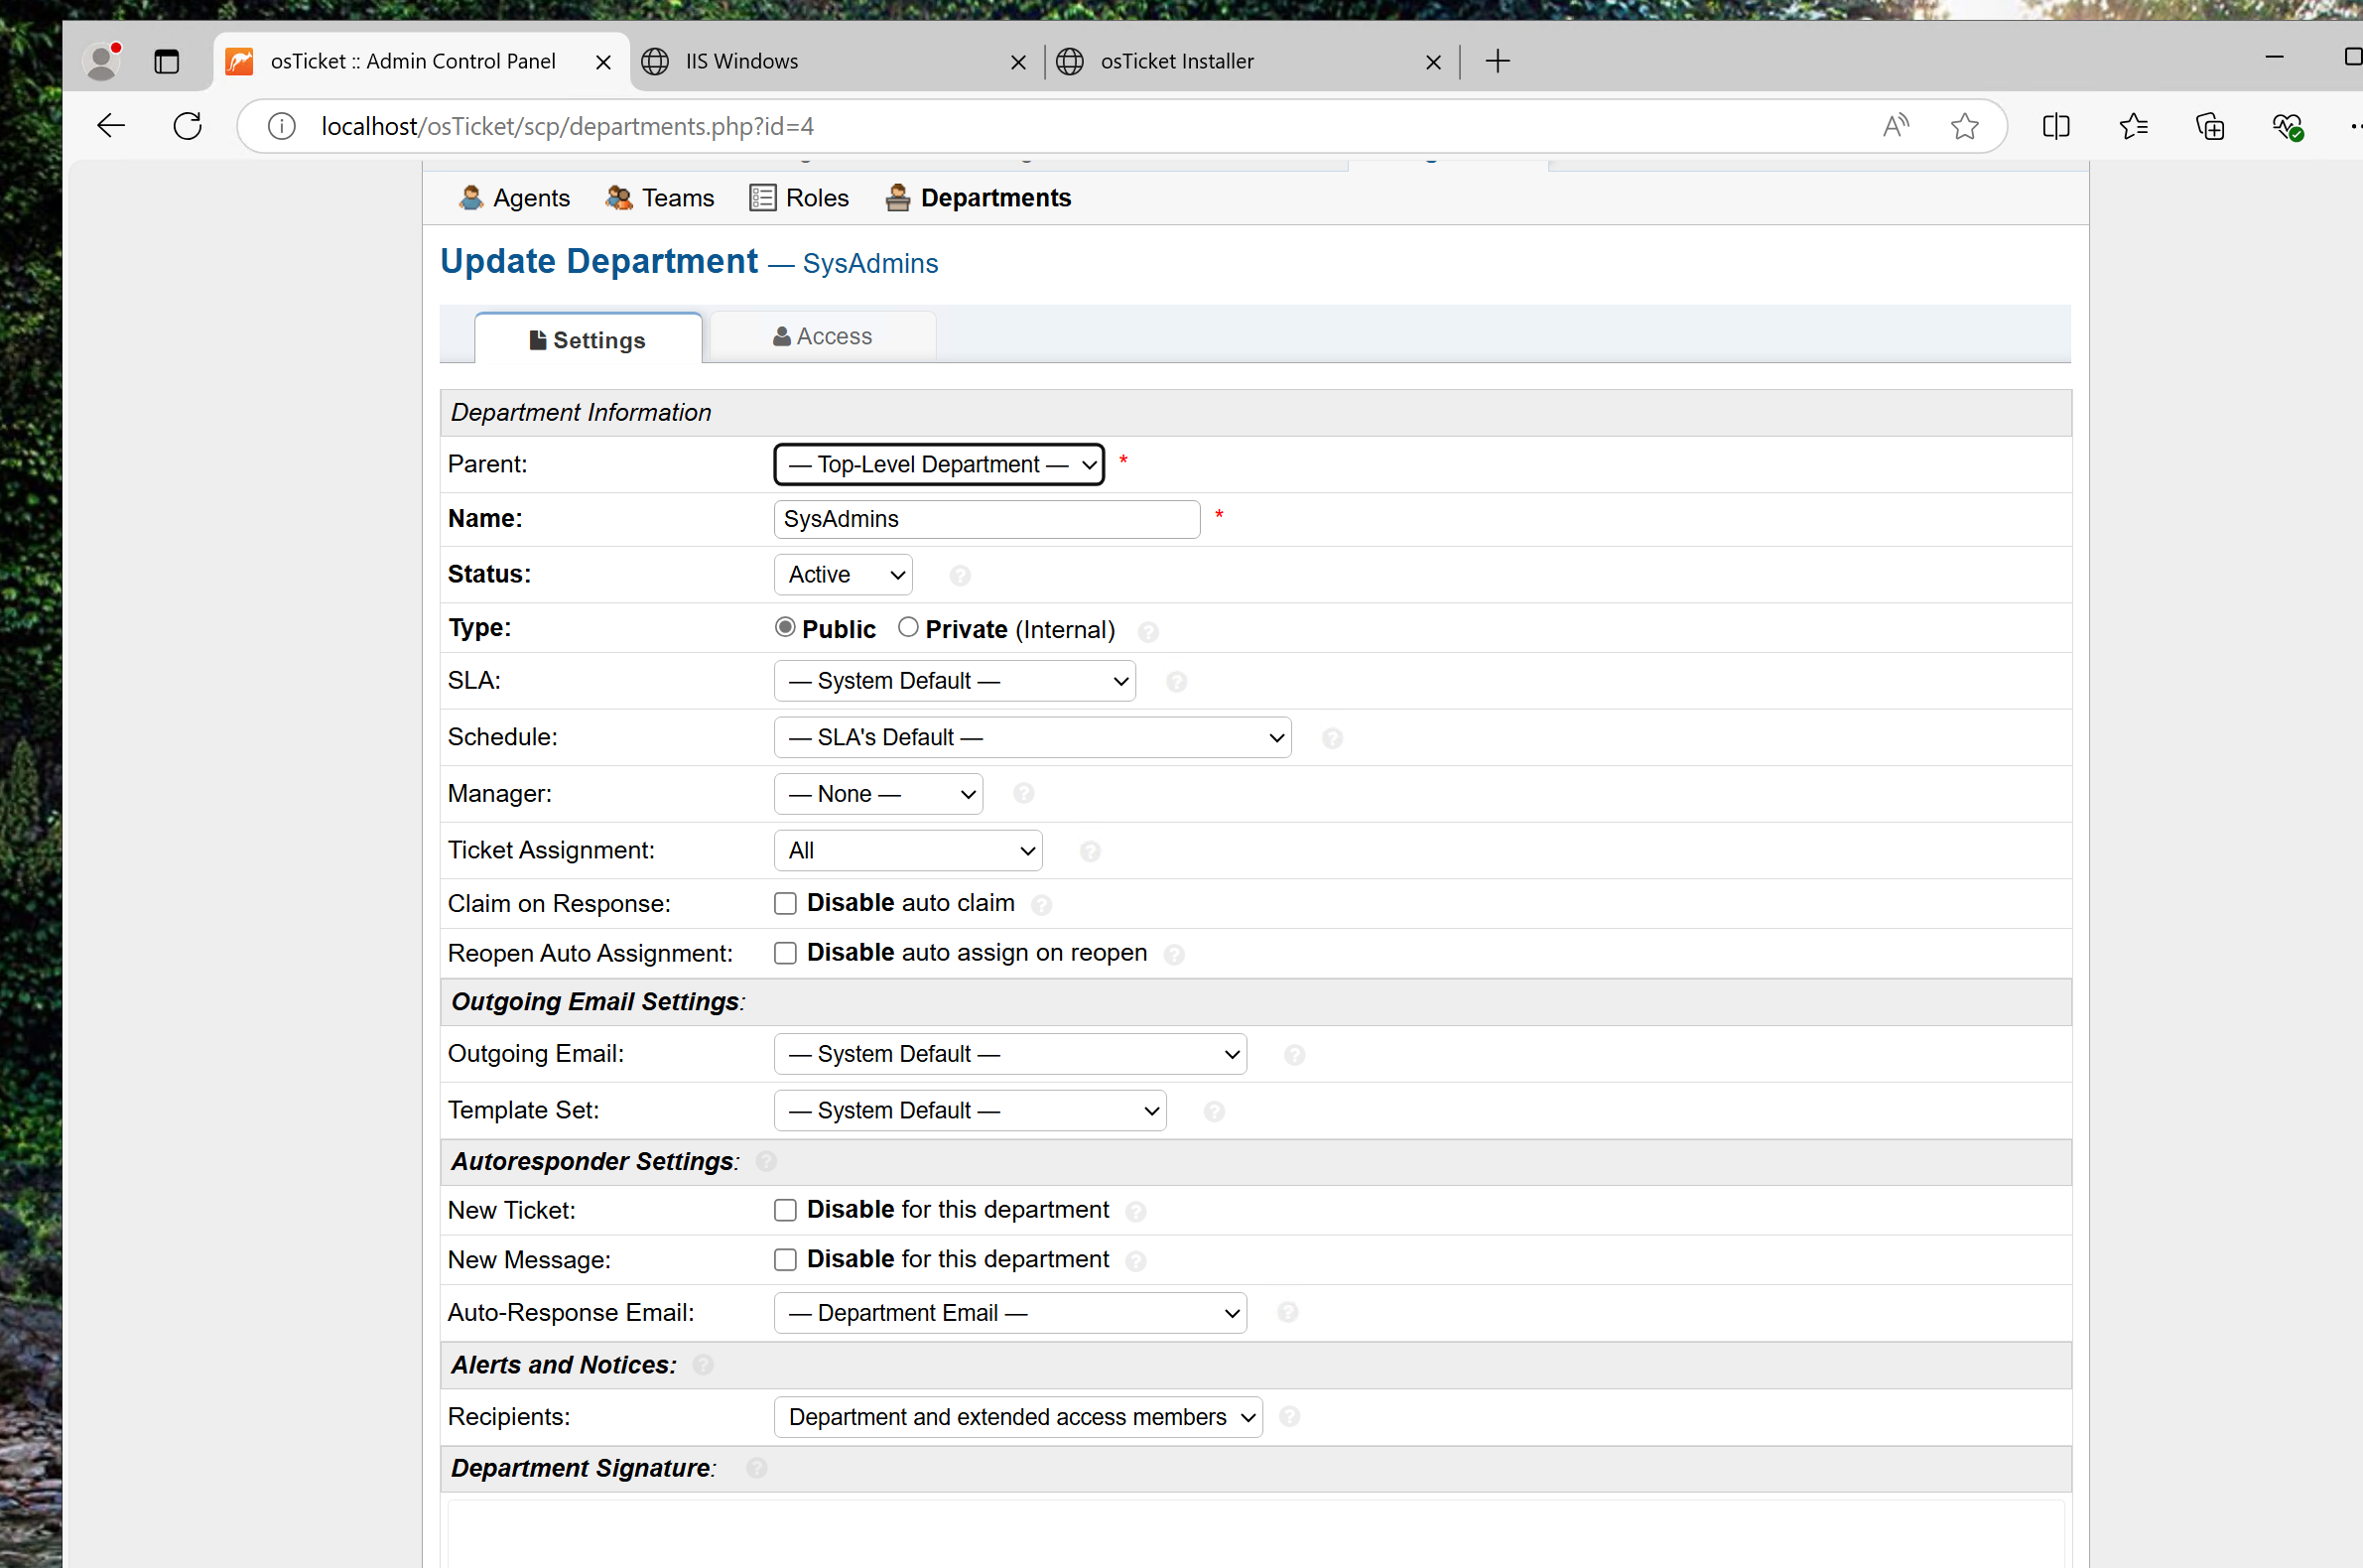 osTicket :: Admin Control Panel
IIS Windows
osTicket Installer
localhost/osTicket/scp/departments.php?id=4
Agents
Teams
Roles
Departments
Update Department — SysAdmins
Settings
Access
Department Information
Parent:
— Top-Level Department —
*
Name:
SysAdmins
*
Status:
Active
?
Type:
Public
Private (Internal)
?
SLA:
— System Default —
?
Schedule:
— SLA's Default —
?
Manager:
— None —
?
Ticket Assignment:
All
?
Claim on Response:
Disable auto claim
?
Reopen Auto Assignment:
Disable auto assign on reopen
?
Outgoing Email Settings:
Outgoing Email:
— System Default —
?
Template Set:
— System Default —
?
Autoresponder Settings:
?
New Ticket:
Disable for this department
?
New Message:
Disable for this department
?
Auto-Response Email:
— Department Email —
?
Alerts and Notices:
?
Recipients:
Department and extended access members
?
Department Signature:
?